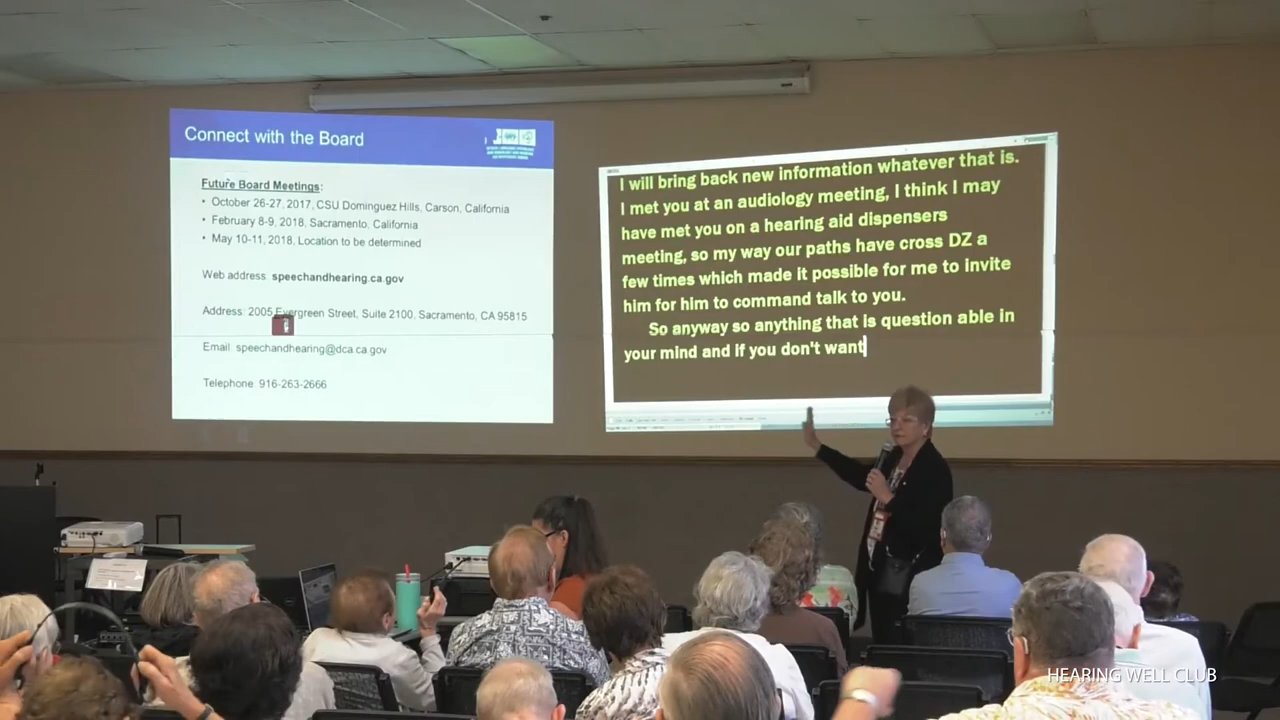 Connect with the Board
Future Board Meetings:
• October 26-27, 2017, CSU Dominguez Hills, Carson, California
• February 8-9, 2018, Sacramento, California
• May 10-11, 2018, Location to be determined
Web address: speechandhearing.ca.gov
Address: 2005 Evergreen Street, Suite 2100, Sacramento, CA 95815
Email: speechandhearing@dca.ca.gov
Telephone: 916-263-2666
I will bring back new information whatever that is.
I met you at an audiology meeting, I think I may
have met you on a hearing aid dispensers
meeting, so my way our paths have cross DZ a
few times which made it possible for me to invite
him for him to command talk to you.
So anyway so anything that is question able in
your mind and if you don't want
HEARING WELL CLUB